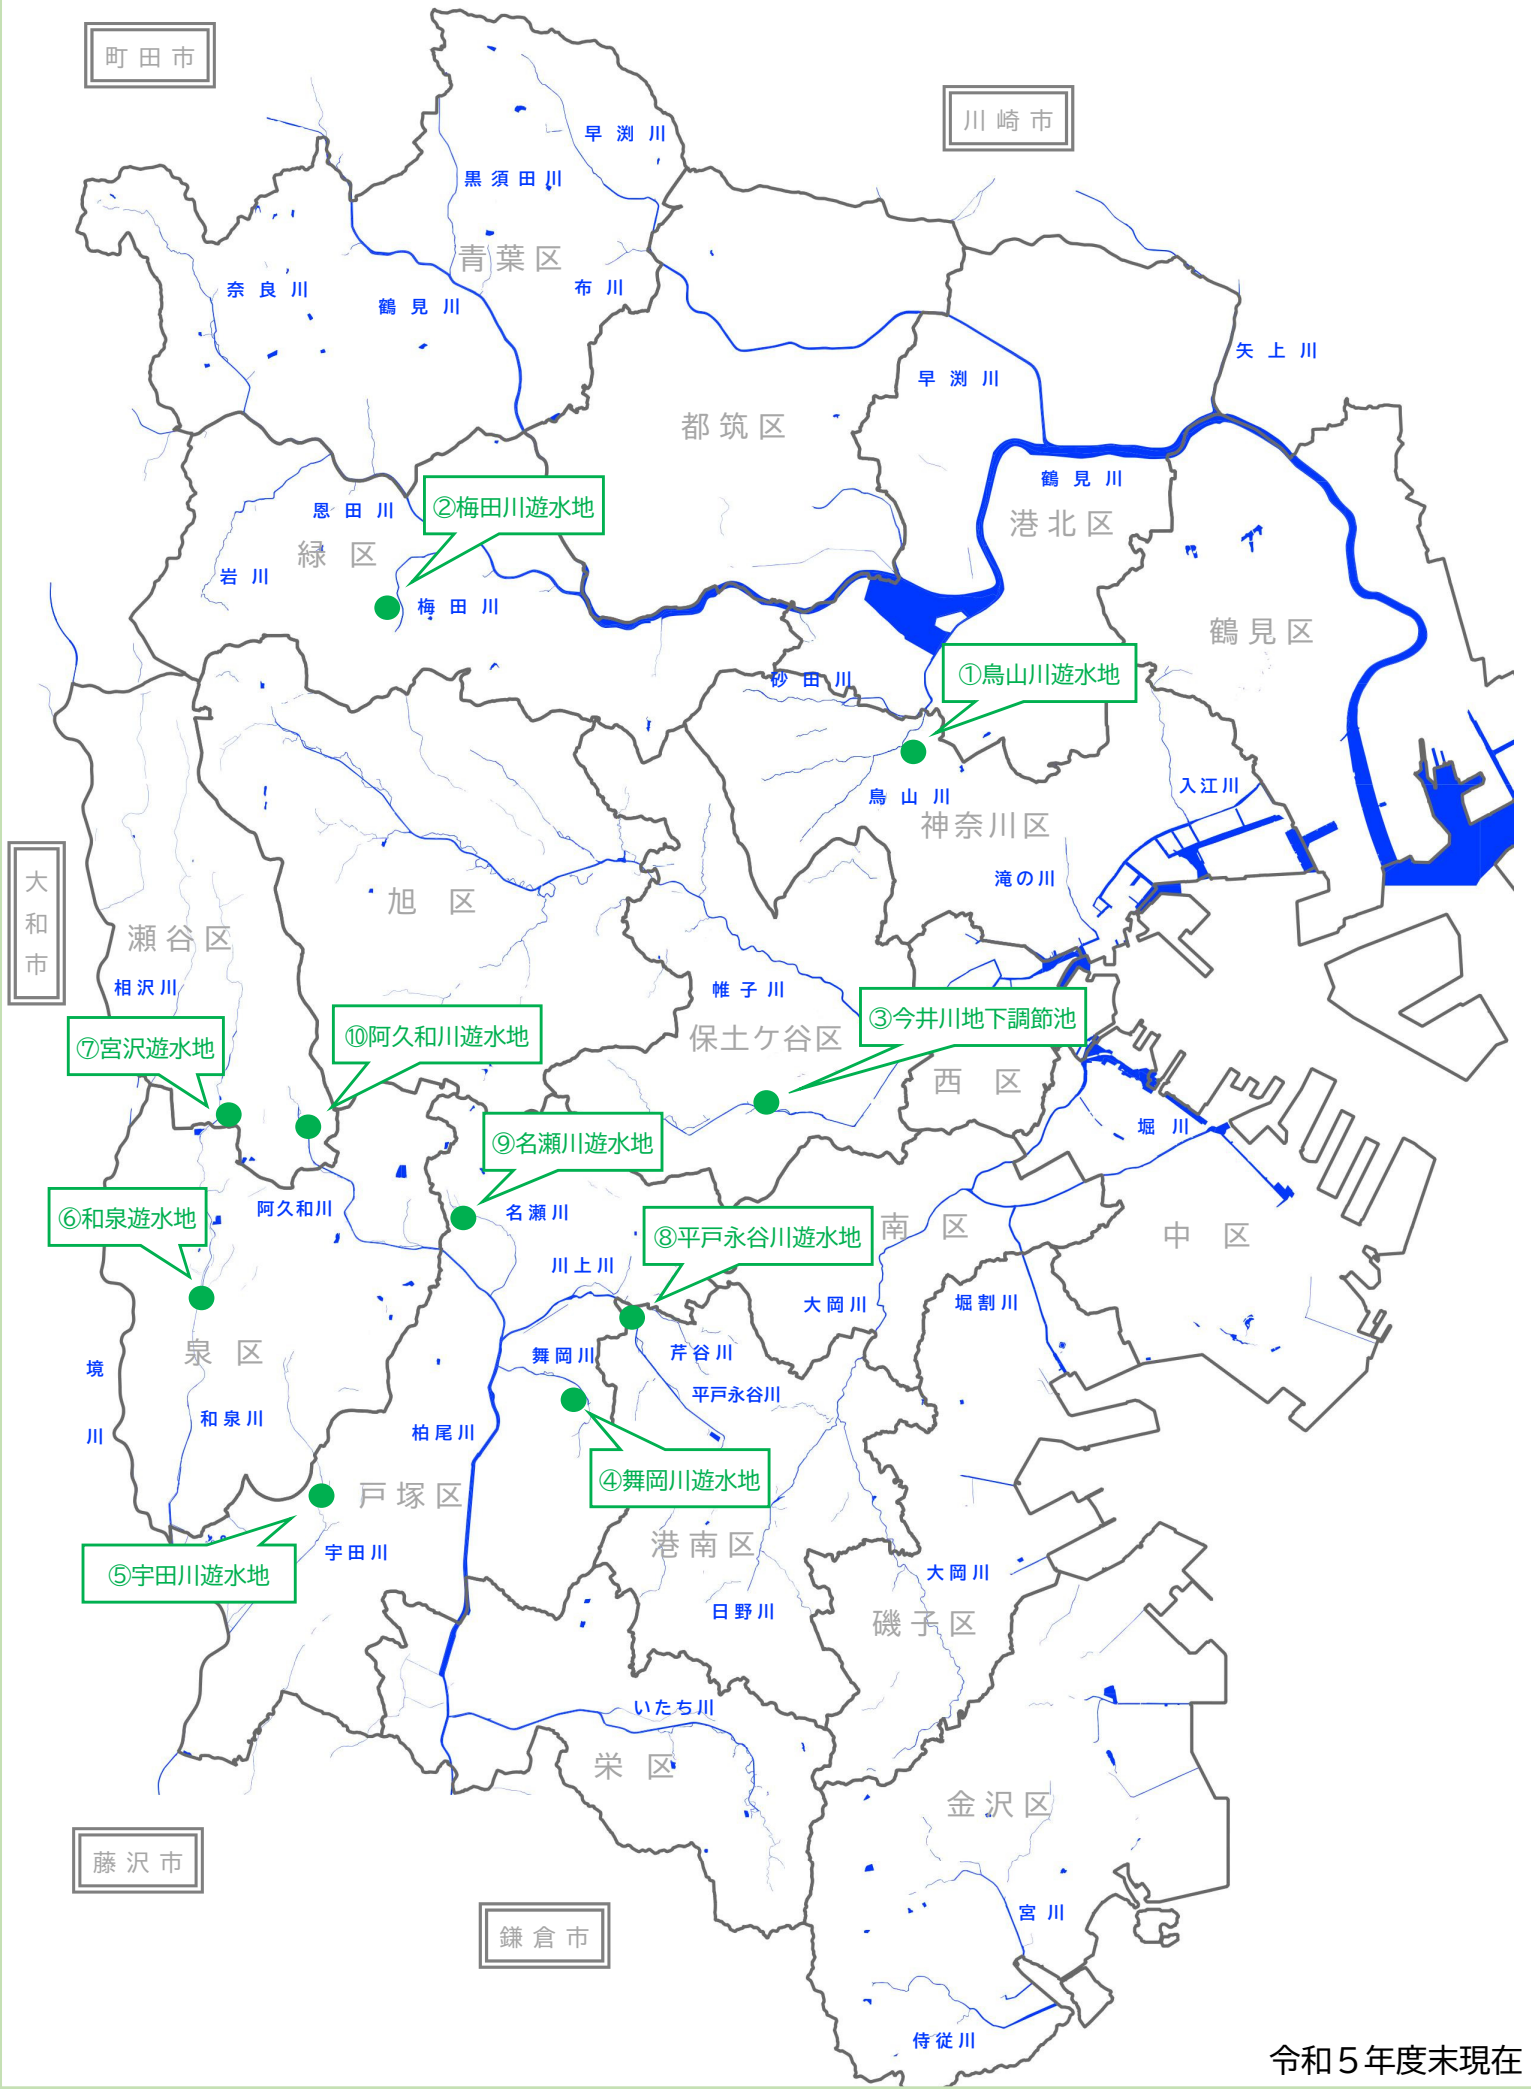 町田市
川崎市
早渕川
黒須田川
青葉区
奈良川
鶴見川
布川
矢上川
早渕川
都筑区
鶴見川
②梅田川遊水地
恩田川
港北区
緑区
岩川
梅田川
鶴見区
①鳥山川遊水地
砂田川
入江川
鳥山川
神奈川区
滝の川
大和市
旭区
瀬谷区
相沢川
帷子川
③今井川地下調節池
⑦宮沢遊水地
⑩阿久和川遊水地
保土ケ谷区
西区
堀川
⑨名瀬川遊水地
⑥和泉遊水地
阿久和川
名瀬川
⑧平戸永谷川遊水地
南区
中区
川上川
大岡川
堀割川
泉区
舞岡川
芹谷川
境川
平戸永谷川
和泉川
柏尾川
④舞岡川遊水地
戸塚区
港南区
宇田川
⑤宇田川遊水地
大岡川
日野川
磯子区
いたち川
栄区
金沢区
藤沢市
宮川
鎌倉市
侍従川
令和５年度末現在